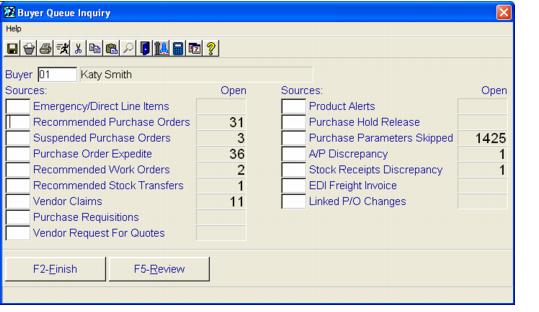 Buyer Queue Inquiry
Help
Buyer 01 Katy Smith
Sources: Open
Emergency/Direct Line Items
Recommended Purchase Orders 31
Suspended Purchase Orders 3
Purchase Order Expedite 36
Recommended Work Orders 2
Recommended Stock Transfers 1
Vendor Claims 11
Purchase Requisitions
Vendor Request For Quotes
Sources: Open
Product Alerts
Purchase Hold Release
Purchase Parameters Skipped 1425
A/P Discrepancy 1
Stock Receipts Discrepancy 1
EDI Freight Invoice
Linked P/O Changes
F2-Finish F5-Review